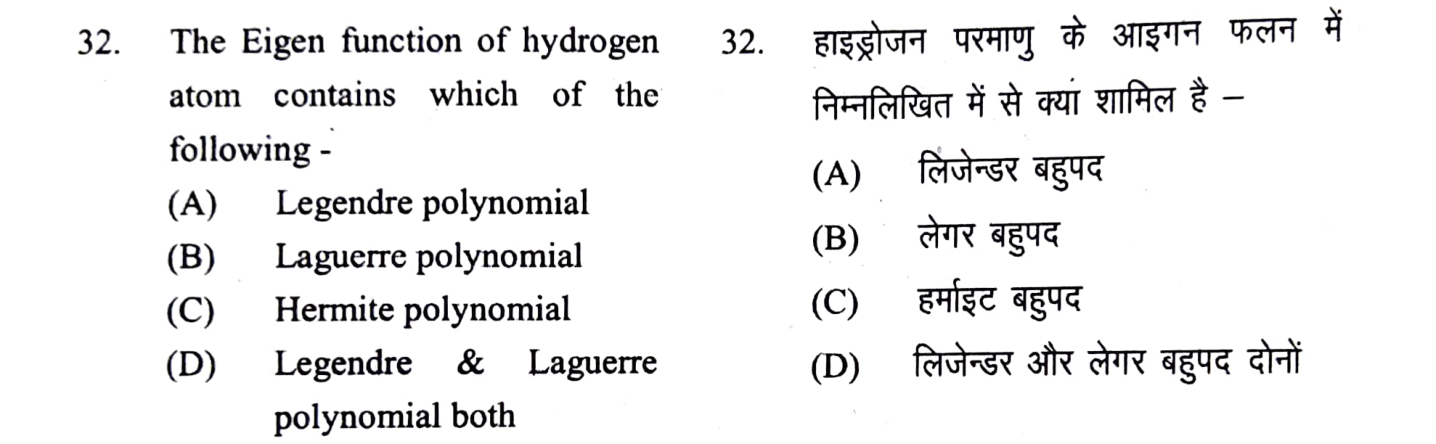 32. The Eigen function of hydrogen
atom contains which of the
following -
(A) Legendre polynomial
(B) Laguerre polynomial
(C) Hermite polynomial
(D) Legendre & Laguerre
polynomial both
32. हाइड्रोजन परमाणु के आइगन फलन में
निम्नलिखित में से क्या शामिल है –
(A) लिजेन्डर बहुपद
(B) लेगर बहुपद
(C) हर्माइट बहुपद
(D) लिजेन्डर और लेगर बहुपद दोनों